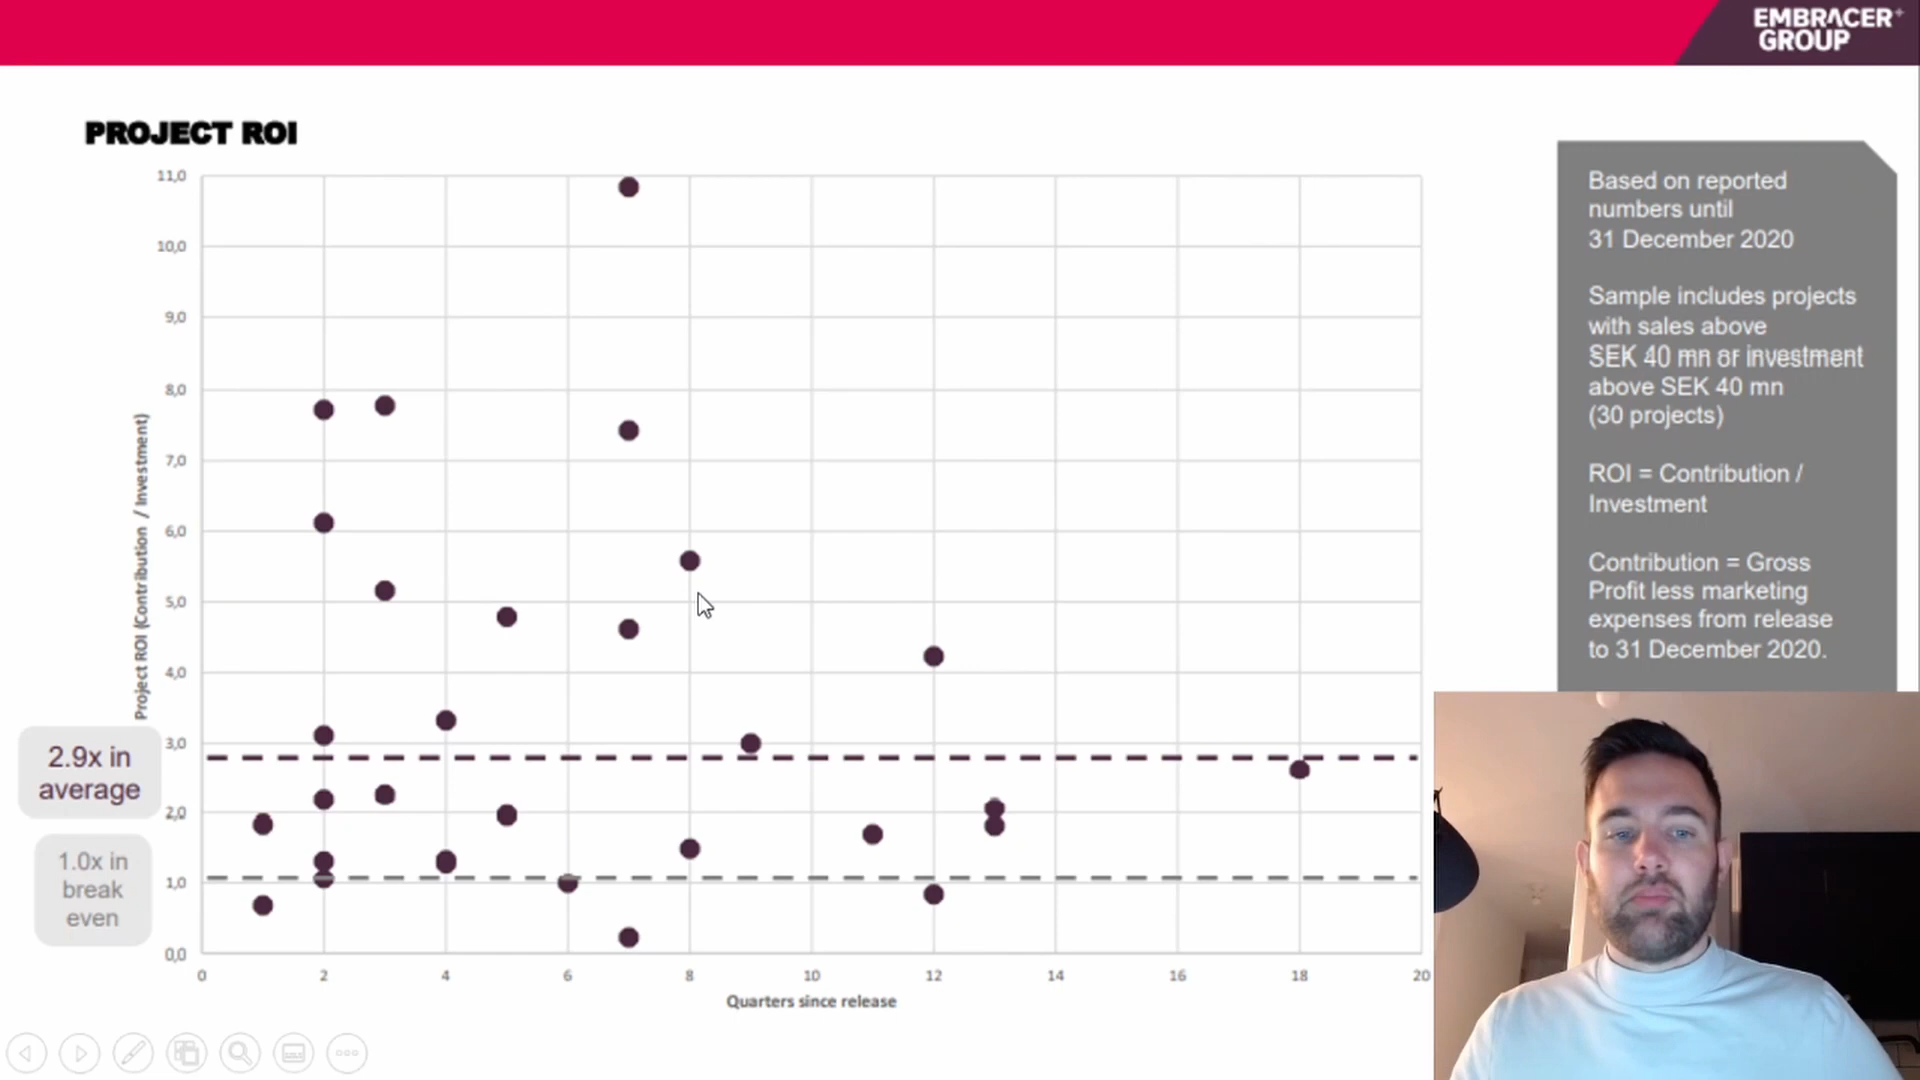 EMBRACER+
GROUP
PROJECT ROI
11,0
10,0
9,0
8,0
7,0
6,0
5,0
4,0
3,0
2,0
1,0
0,0
Project ROI (Contribution / Investment)
2.9x in
average
1.0x in
break
even
0
2
4
6
8
10
12
14
16
18
20
Quarters since release
Based on reported
numbers until
31 December 2020
Sample includes projects
with sales above
SEK 40 mn or investment
above SEK 40 mn
(30 projects)
ROI = Contribution /
Investment
Contribution = Gross
Profit less marketing
expenses from release
to 31 December 2020.